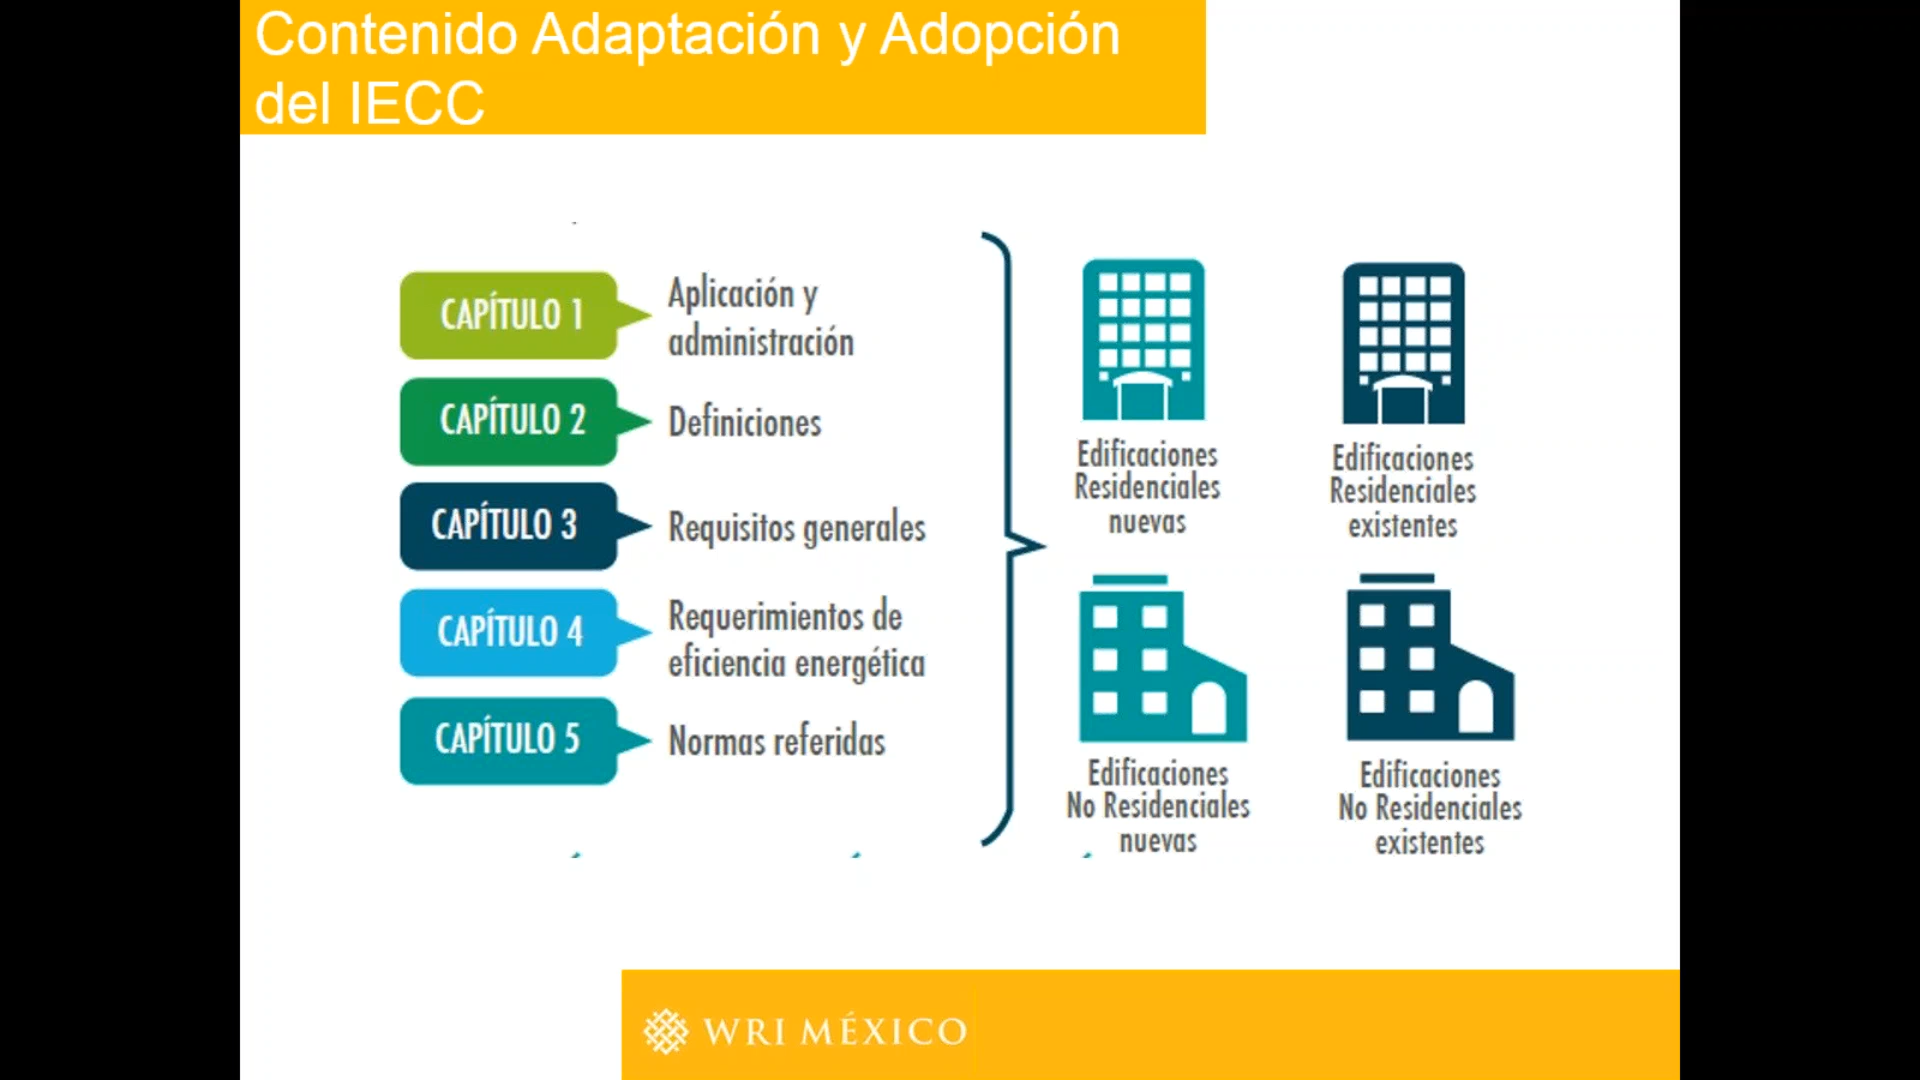 Contenido Adaptación y Adopción
del IECC
CAPÍTULO 1
Aplicación y
administración
CAPÍTULO 2
Definiciones
CAPÍTULO 3
Requisitos generales
CAPÍTULO 4
Requerimientos de
eficiencia energética
CAPÍTULO 5
Normas referidas
Edificaciones
Residenciales
nuevas
Edificaciones
Residenciales
existentes
Edificaciones
No Residenciales
nuevas
Edificaciones
No Residenciales
existentes
WRI MÉXICO